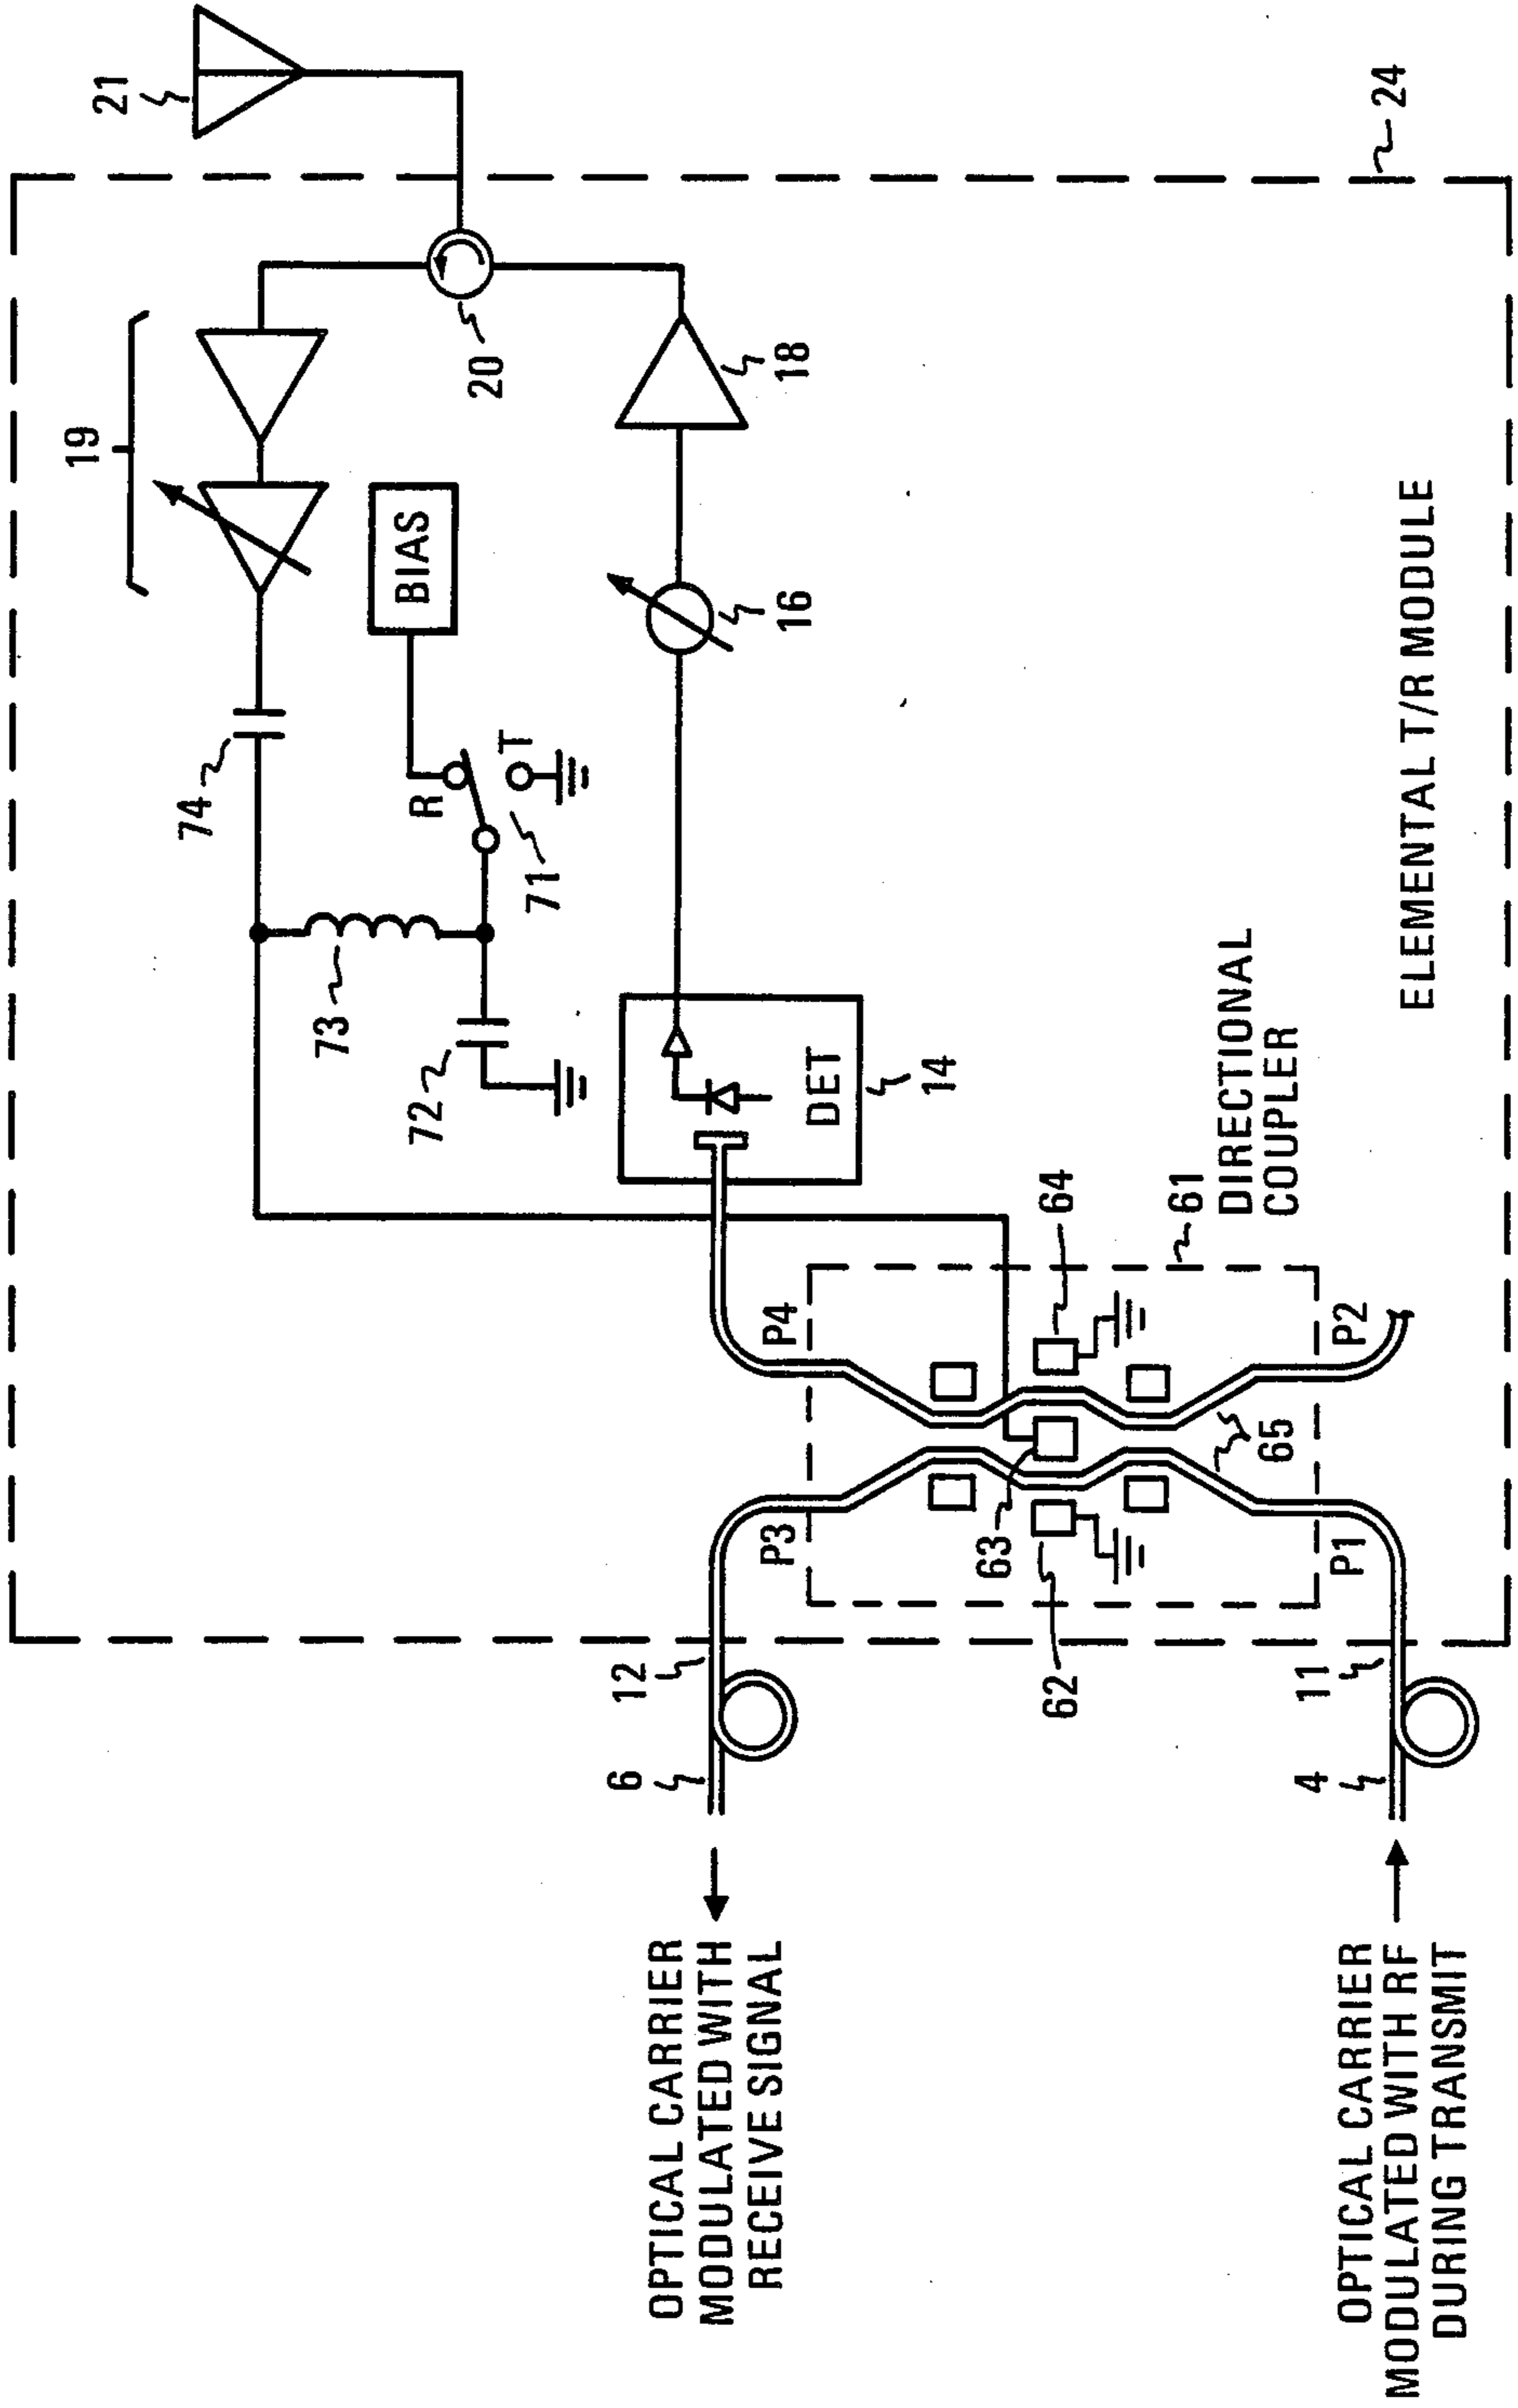 21
24
19
20
18
BIAS
16
74
R
T
71
73
72
DET
14
ELEMENTAL T/R MODULE
61
DIRECTIONAL
COUPLER
64
P4
P2
63
65
P3
P1
62
12
11
6
4
OPTICAL CARRIER
MODULATED WITH
RECEIVE SIGNAL
OPTICAL CARRIER
MODULATED WITH RF
DURING TRANSMIT